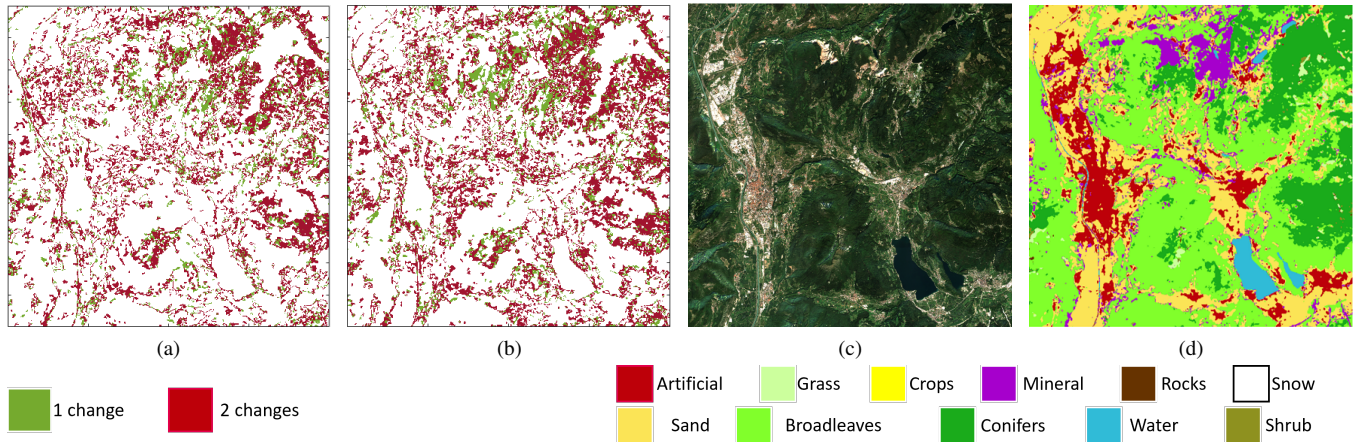 (a) (b) (c) (d)
1 change 2 changes
Artificial Grass Crops Mineral Rocks Snow
Sand Broadleaves Conifers Water Shrub